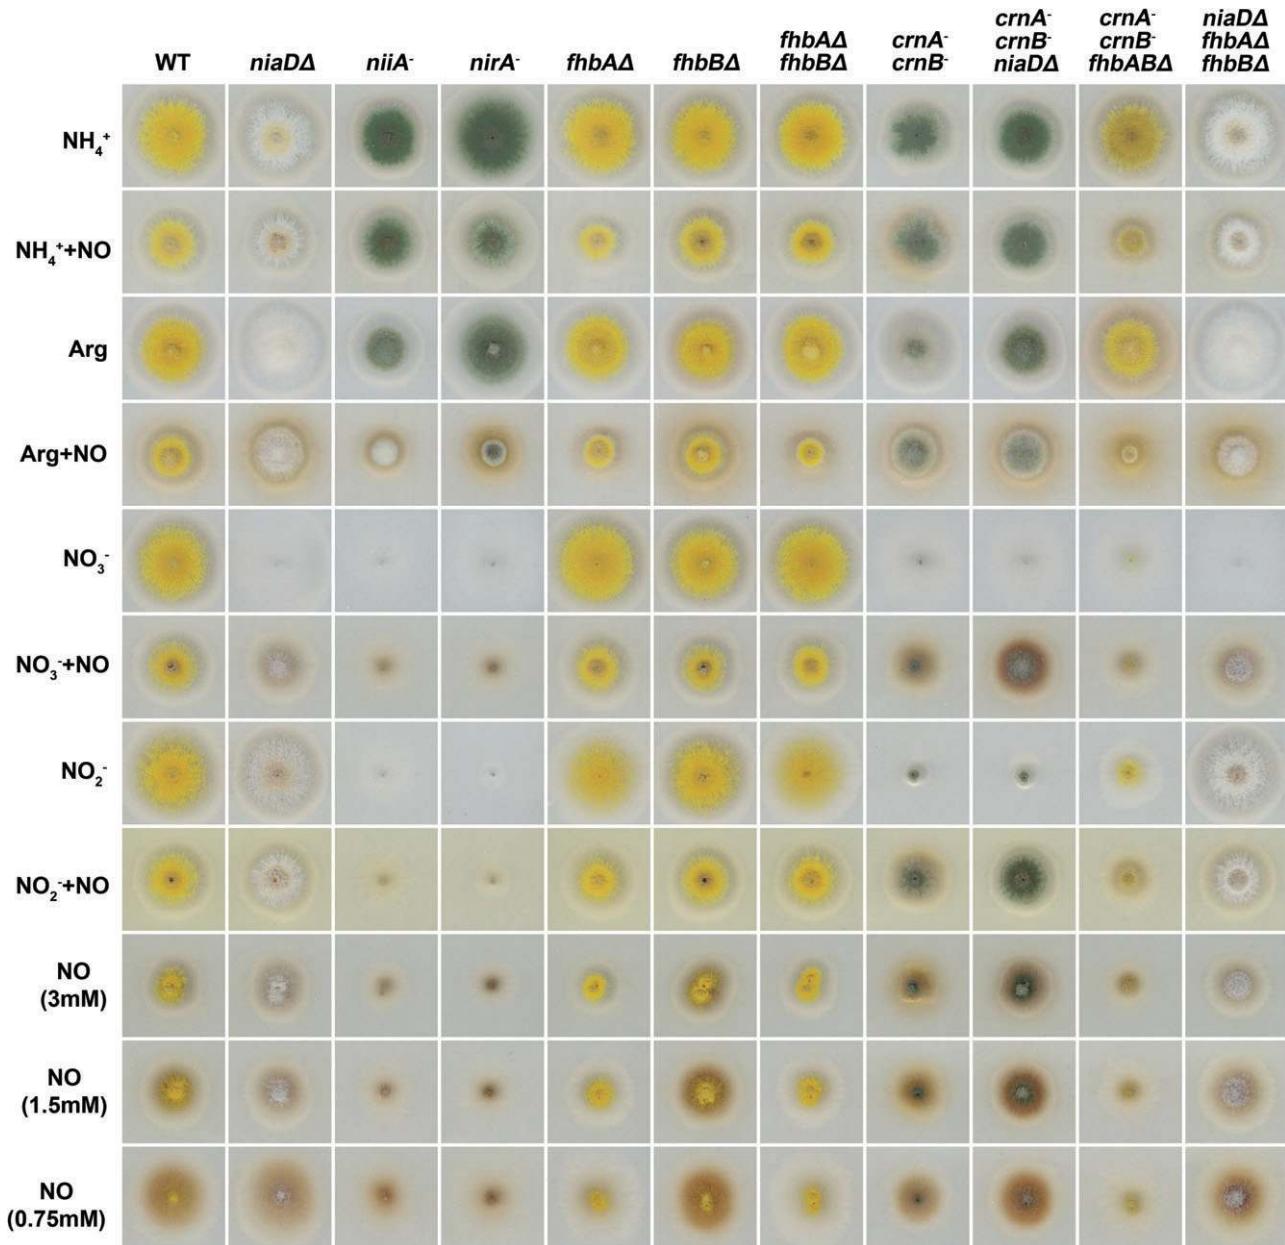 WT niaDΔ niiA⁻ nirA⁻ fhbAΔ fhbBΔ fhbAΔ fhbBΔ crnA⁻ crnB⁻ crnA⁻ crnB⁻ niaDΔ crnA⁻ crnB⁻ fhbABΔ niaDΔ fhbAΔ fhbBΔ
NH₄⁺
NH₄⁺+NO
Arg
Arg+NO
NO₃⁻
NO₃⁻+NO
NO₂⁻
NO₂⁻+NO
NO
(3mM)
NO
(1.5mM)
NO
(0.75mM)